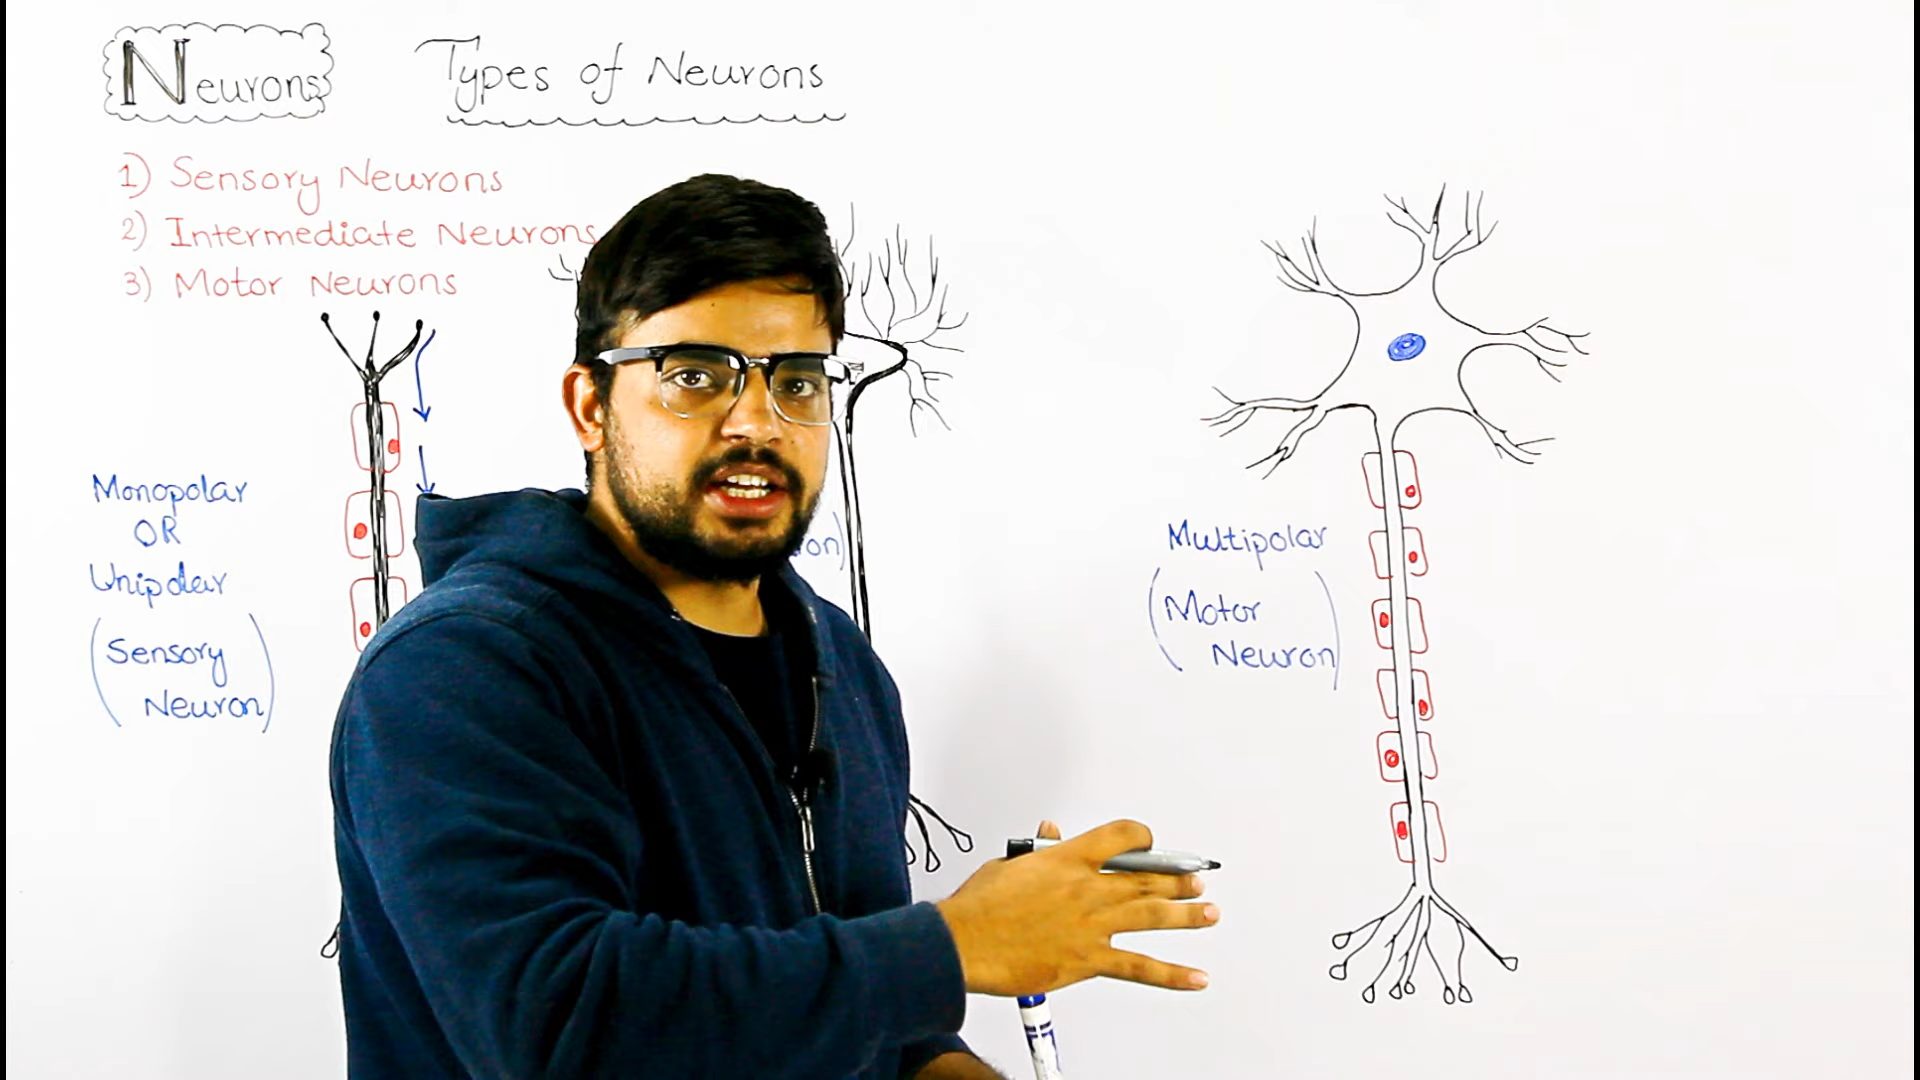 Neurons
Types of Neurons
1) Sensory Neurons
2) Intermediate Neurons
3) Motor Neurons
Monopolar
OR
Unipolar
(Sensory
Neuron)
Multipolar
(Motor
Neuron)